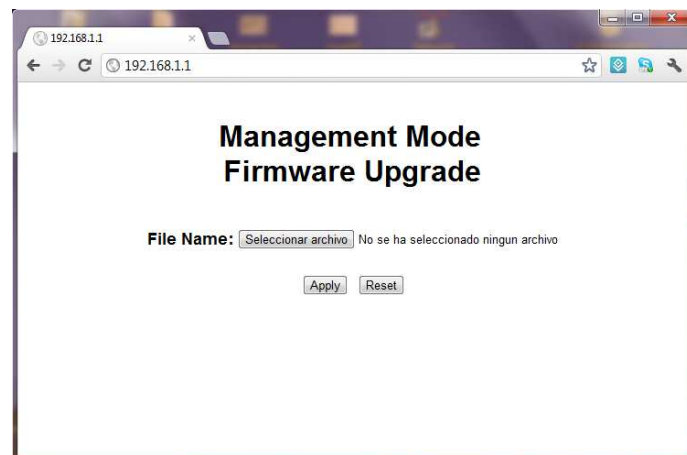 192.168.1.1
192.168.1.1
Management Mode
Firmware Upgrade
File Name: Seleccionar archivo No se ha seleccionado ningun archivo
Apply Reset